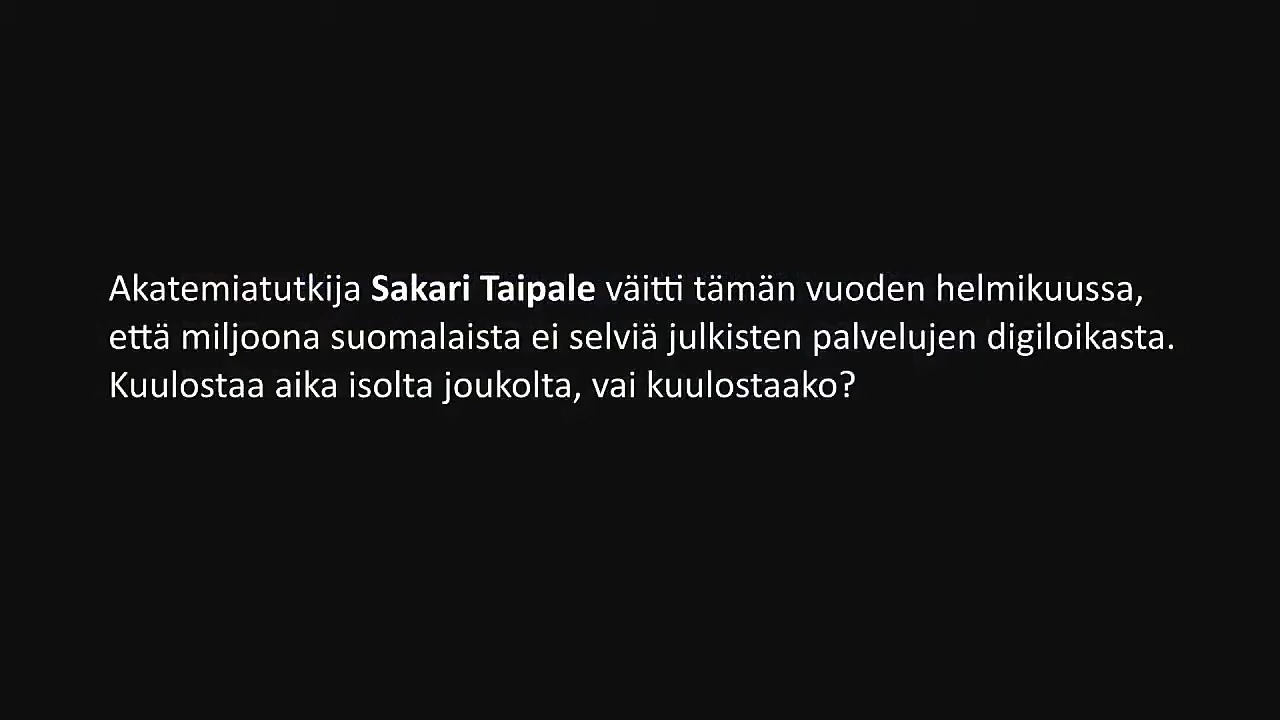 Akatemiatutkija Sakari Taipale väitti tämän vuoden helmikuussa,
että miljoona suomalaista ei selviä julkisten palvelujen digiloikasta.
Kuulostaa aika isolta joukolta, vai kuulostaako?